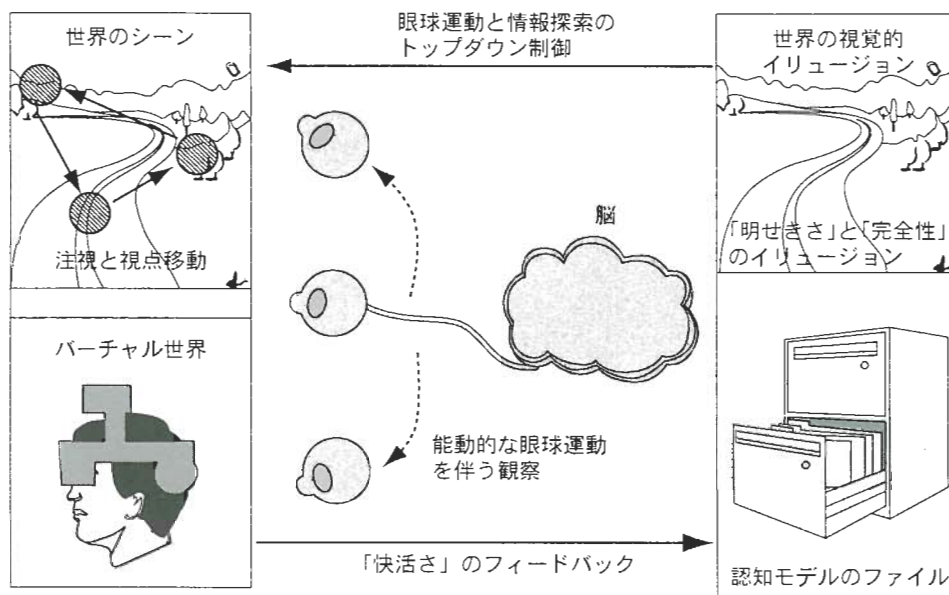 世界のシーン
注視と視点移動
バーチャル世界
眼球運動と情報探索の
トップダウン制御
脳
能動的な眼球運動
を伴う観察
「快活さ」のフィードバック
世界の視覚的
イリュージョン
「明せきさ」と「完全性」
のイリュージョン
認知モデルのファイル